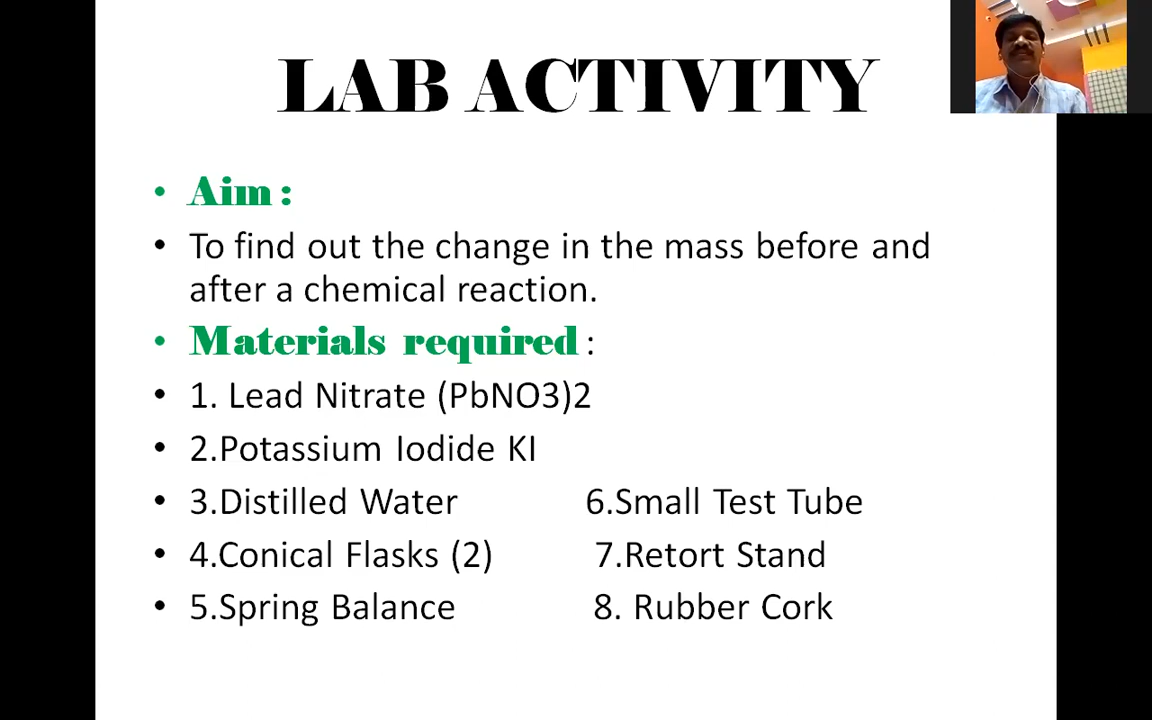 LAB ACTIVITY
• Aim :
• To find out the change in the mass before and
after a chemical reaction.
• Materials required :
• 1. Lead Nitrate (PbNO3)2
• 2.Potassium Iodide KI
• 3.Distilled Water 6.Small Test Tube
• 4.Conical Flasks (2) 7.Retort Stand
• 5.Spring Balance 8. Rubber Cork